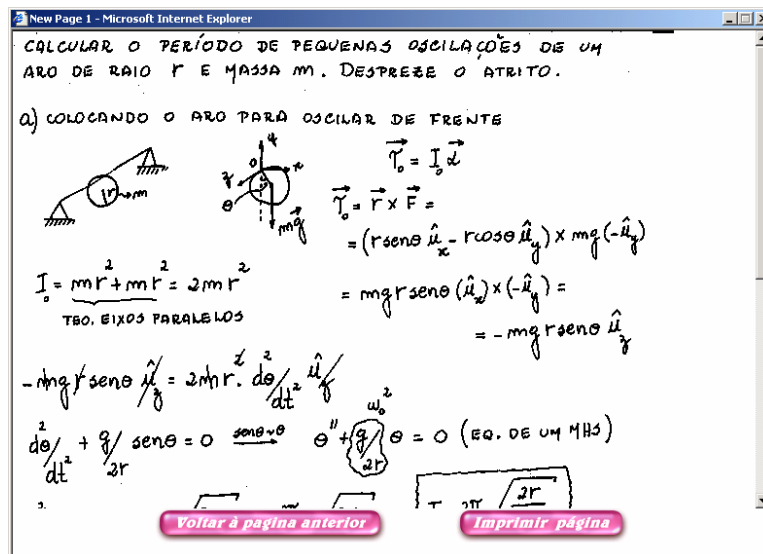 New Page 1 - Microsoft Internet Explorer
CALCULAR O PERÍODO DE PEQUENAS OSCILAÇÕES DE UM
ARO DE RAIO r E MASSA m. DESPREZE O ATRITO.
a) COLOCANDO O ARO PARA OSCILAR DE FRENTE
r m
y O x z θ mg⃗
τ⃗₀ = I₀ α⃗
τ⃗₀ = r⃗ × F⃗ =
= (r senθ û_x - r cosθ û_y) × mg(-û_y)
I₀ = mr² + mr² = 2mr²
TEO. EIXOS PARALELOS
= mgr senθ (û_x) × (-û_y) =
= - mgr senθ û_z
- mgr senθ û_z = 2mr² · d²θ/dt² û_z
d²θ/dt² + g/2r senθ = 0 senθ~θ → θ'' + g/2r θ = 0 (EQ. DE UM MHS)
ω₀²
2r
Voltar à pagina anterior
Imprimir página